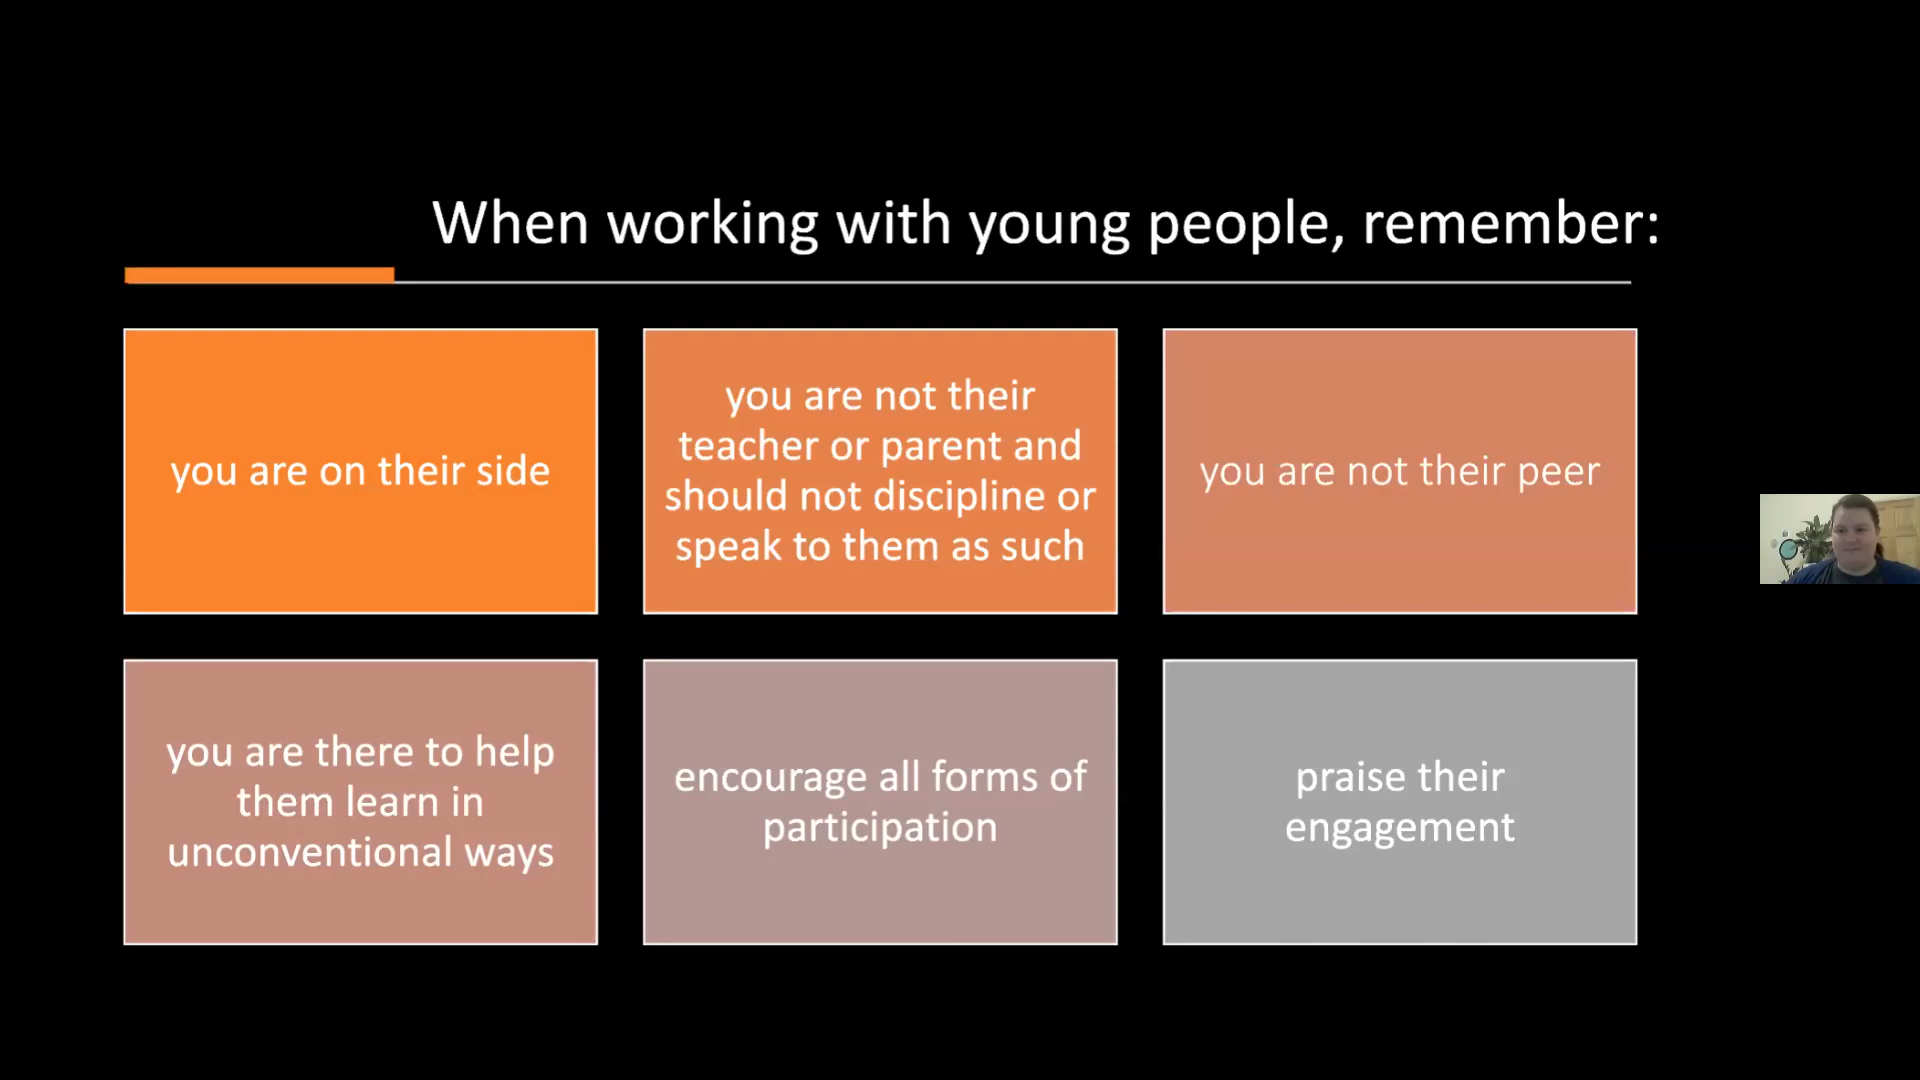 When working with young people, remember:
you are on their side
you are not their
teacher or parent and
should not discipline or
speak to them as such
you are not their peer
you are there to help
them learn in
unconventional ways
encourage all forms of
participation
praise their
engagement